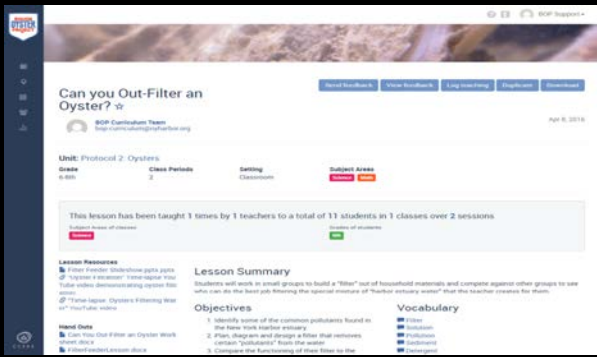 BILLION
OYSTER
PROJECT
BOP Support
Send feedback View feedback Log teaching Duplicate Download
Can you Out-Filter an
Oyster? ☆
BOP Curriculum Team
bop-curriculum@nyharbor.org
Apr 8, 2016
Unit: Protocol 2: Oysters
Grade Class Periods Setting Subject Areas
6-8th 2 Classroom Science Math
This lesson has been taught 1 times by 1 teachers to a total of 11 students in 1 classes over 2 sessions
Subject areas of classes Grades of students
Science
Lesson Resources
Filter Feeder Slideshow.pptx.pptx
"Oyster Filtration" Time-lapse You
Tube video demonstrating oyster filtr
ation
"Time-lapse: Oysters Filtering Wat
er" YouTube video
Hand Outs
Can You Out-Filter an Oyster Work
sheet.docx
FilterFeederLesson.docx
Lesson Summary
Students will work in small groups to build a "filter" out of household materials and compete against other groups to see
who can do the best job filtering the special mixture of "harbor estuary water" that the teacher creates for them.
Objectives
1. Identify some of the common pollutants found in
the New York Harbor estuary
2. Plan, diagram and design a filter that removes
certain "pollutants" from the water
3. Compare the functioning of their filter to the
Vocabulary
Filter
Solution
Pollution
Sediment
Detergent